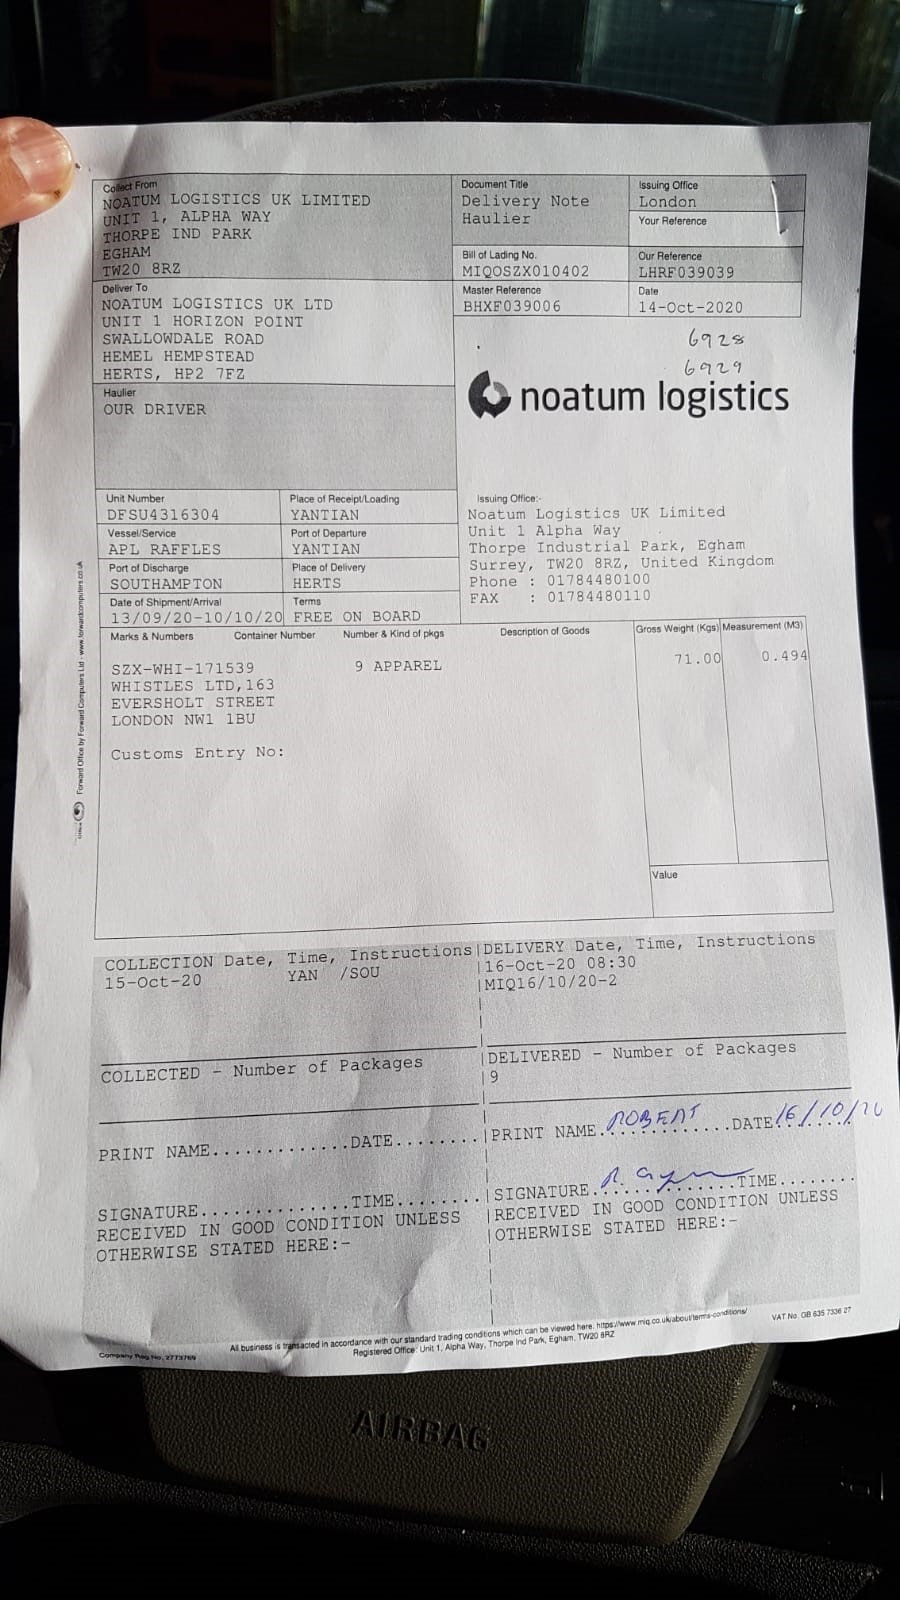 Collect From
NOATUM LOGISTICS UK LIMITED
UNIT 1, ALPHA WAY
THORPE IND PARK
EGHAM
TW20 8RZ
Document Title
Delivery Note
Haulier
Issuing Office
London
Your Reference
Bill of Lading No.
MIQOSZX010402
Our Reference
LHRF039039
Master Reference
BHXF039006
Date
14-Oct-2020
Deliver To
NOATUM LOGISTICS UK LTD
UNIT 1 HORIZON POINT
SWALLOWDALE ROAD
HEMEL HEMPSTEAD
HERTS, HP2 7FZ
6928
6929
noatum logistics
Haulier
OUR DRIVER
Unit Number
DFSU4316304
Place of Receipt/Loading
YANTIAN
Vessel/Service
APL RAFFLES
Port of Departure
YANTIAN
Port of Discharge
SOUTHAMPTON
Place of Delivery
HERTS
Date of Shipment/Arrival
13/09/20-10/10/20
Terms
FREE ON BOARD
Issuing Office:-
Noatum Logistics UK Limited
Unit 1 Alpha Way
Thorpe Industrial Park, Egham
Surrey, TW20 8RZ, United Kingdom
Phone : 01784480100
FAX : 01784480110
Marks & Numbers Container Number Number & Kind of pkgs Description of Goods Gross Weight (Kgs) Measurement (M3)
SZX-WHI-171539 9 APPAREL 71.00 0.494
WHISTLES LTD,163
EVERSHOLT STREET
LONDON NW1 1BU
Customs Entry No:
Value
Forward Office by Forward Computers Ltd - www.forwardcomputers.co.uk
COLLECTION Date, Time, Instructions
15-Oct-20 YAN /SOU
DELIVERY Date, Time, Instructions
16-Oct-20 08:30
MIQ16/10/20-2
COLLECTED - Number of Packages
DELIVERED - Number of Packages
9
PRINT NAME.............DATE........
PRINT NAME. ROBERT DATE 16/10/20
SIGNATURE..............TIME........
SIGNATURE..............TIME........
RECEIVED IN GOOD CONDITION UNLESS
OTHERWISE STATED HERE:-
RECEIVED IN GOOD CONDITION UNLESS
OTHERWISE STATED HERE:-
Company Reg No. 2773769
All business is transacted in accordance with our standard trading conditions which can be viewed here: https://www.miq.co.uk/about/terms-conditions/
Registered Office: Unit 1, Alpha Way, Thorpe Ind Park, Egham, TW20 8RZ
VAT No. GB 635 7336 27
AIRBAG